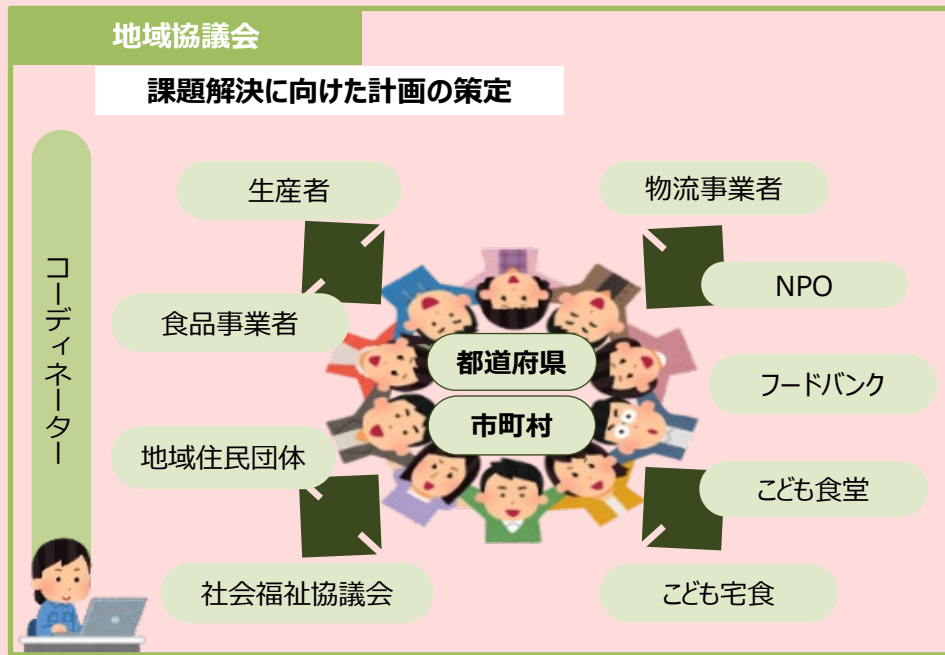 地域協議会
課題解決に向けた計画の策定
コーディネーター
生産者
物流事業者
食品事業者
NPO
都道府県
市町村
フードバンク
地域住民団体
こども食堂
社会福祉協議会
こども宅食